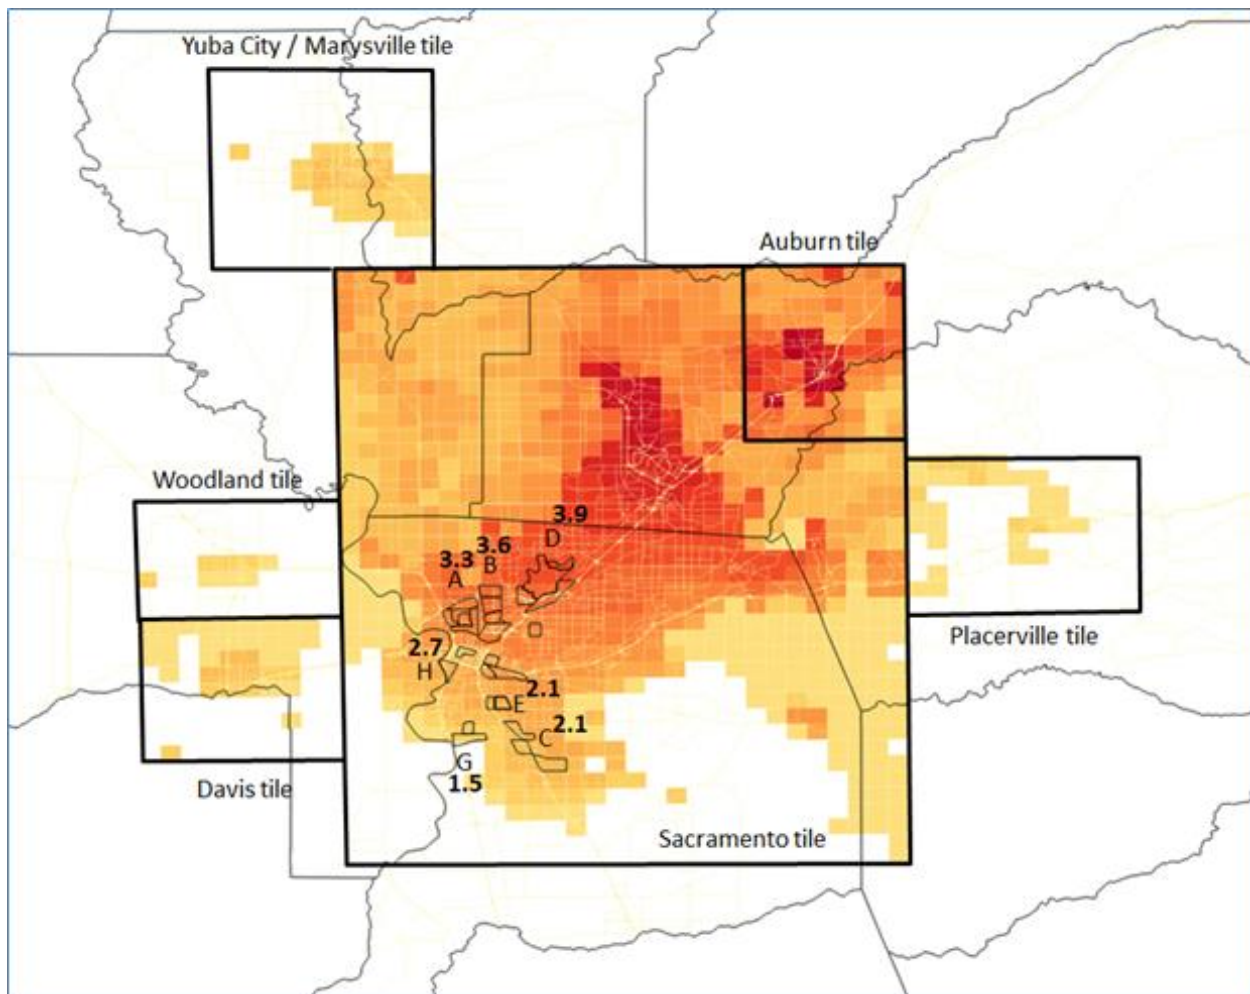 Yuba City / Marysville tile
Auburn tile
Woodland tile
3.9
D
3.6
B
3.3
A
2.7
H
Placerville tile
2.1
E
2.1
C
G
1.5
Davis tile
Sacramento tile